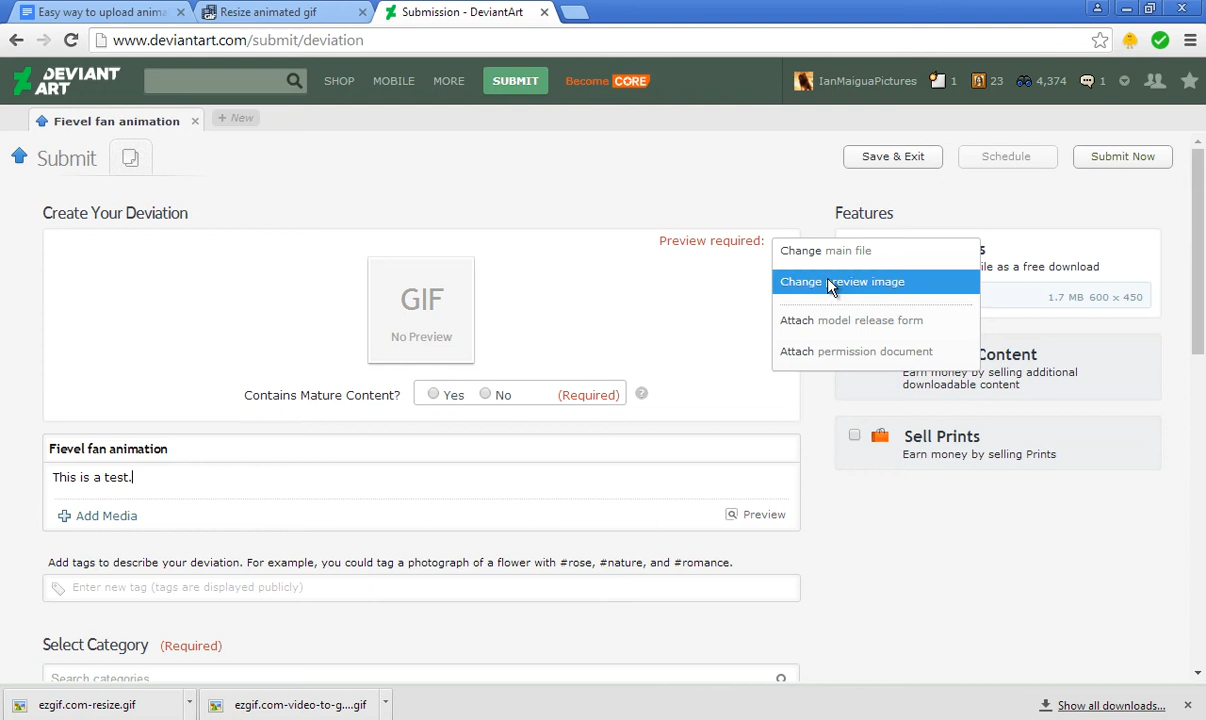 Easy way to upload anima
Resize animated gif
Submission - DeviantArt
www.deviantart.com/submit/deviation
DEVIANT ART
SHOP
MOBILE
MORE
SUBMIT
Become CORE
IanMaiguaPictures
1
23
4,374
1
Fievel fan animation
+ New
Submit
Save & Exit
Schedule
Submit Now
Create Your Deviation
Features
Preview required:
Change main file
Change preview image
Attach model release form
Attach permission document
ile as a free download
1.7 MB 600 x 450
GIF
No Preview
Content
Earn money by selling additional
downloadable content
Contains Mature Content?
Yes
No
(Required)
?
Sell Prints
Earn money by selling Prints
Fievel fan animation
This is a test.
Add Media
Preview
Add tags to describe your deviation. For example, you could tag a photograph of a flower with #rose, #nature, and #romance.
Enter new tag (tags are displayed publicly)
Select Category (Required)
Search categories
ezgif.com-resize.gif
ezgif.com-video-to-g....gif
Show all downloads...